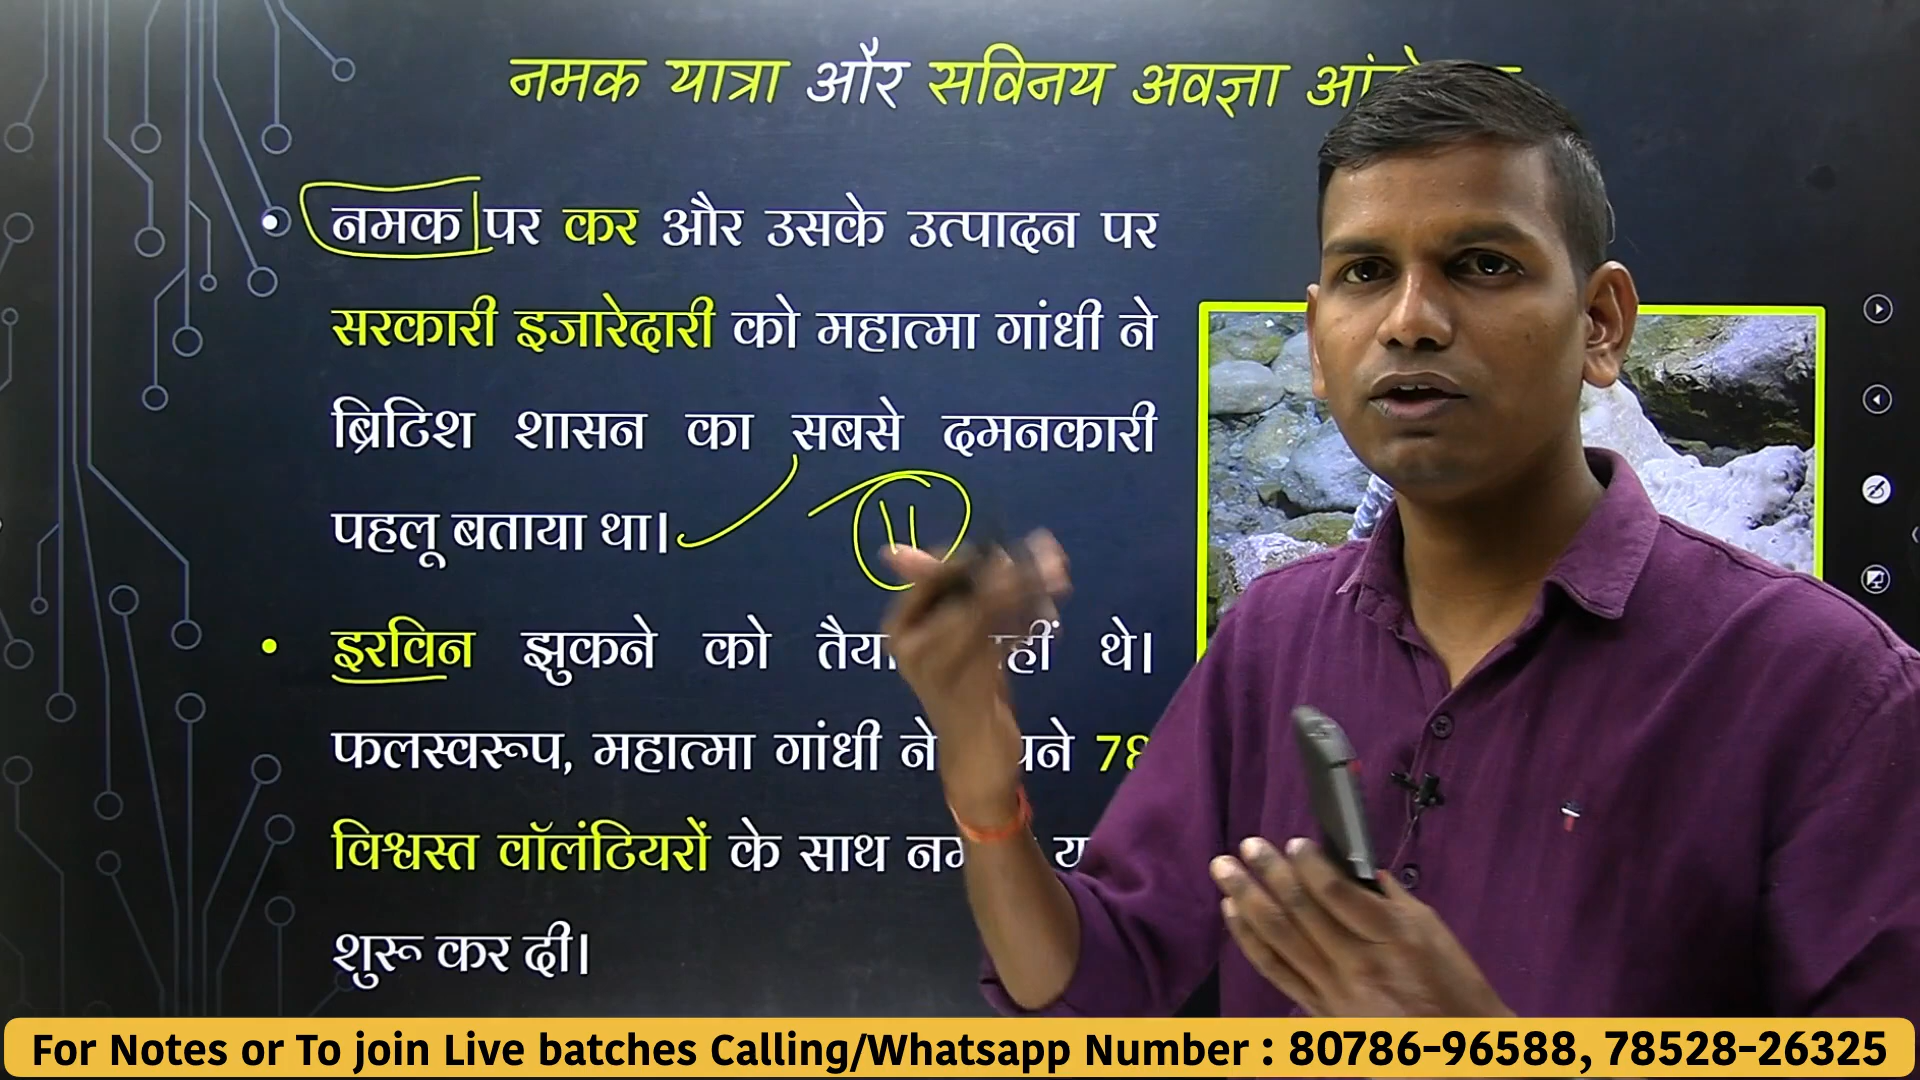 नमक यात्रा और सविनय अवज्ञा
नमक पर कर और उसके उत्पादन पर
सरकारी इजारेदारी को महात्मा गांधी ने
ब्रिटिश शासन का सबसे दमनकारी
पहलू बताया था।
11
इरविन झुकने को थे।
फलस्वरूप, महात्मा गांधी ने 78
विश्वस्त वॉलंटियरों के साथ
शुरू कर दी।
For Notes or To join Live batches Calling/Whatsapp Number : 80786-96588, 78528-26325